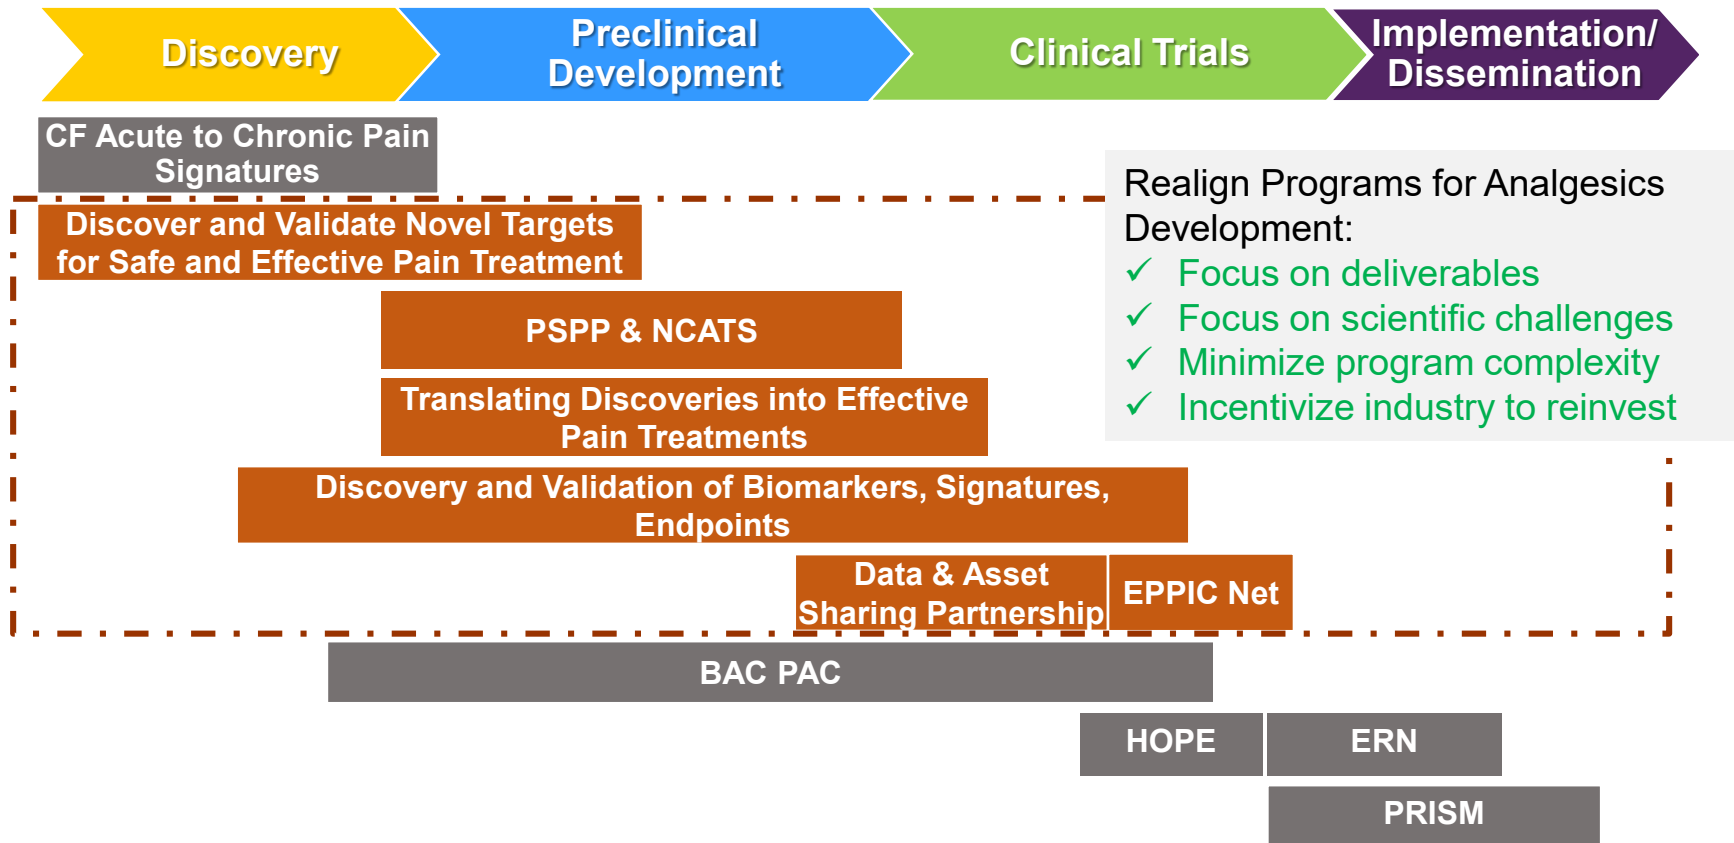 Discovery
Preclinical
Development
Clinical Trials
Implementation/
Dissemination
CF Acute to Chronic Pain
Signatures
Realign Programs for Analgesics
Development:
✓ Focus on deliverables
✓ Focus on scientific challenges
✓ Minimize program complexity
✓ Incentivize industry to reinvest
Discover and Validate Novel Targets
for Safe and Effective Pain Treatment
PSPP & NCATS
Translating Discoveries into Effective
Pain Treatments
Discovery and Validation of Biomarkers, Signatures,
Endpoints
Data & Asset
Sharing Partnership
EPPIC Net
BAC PAC
HOPE
ERN
PRISM